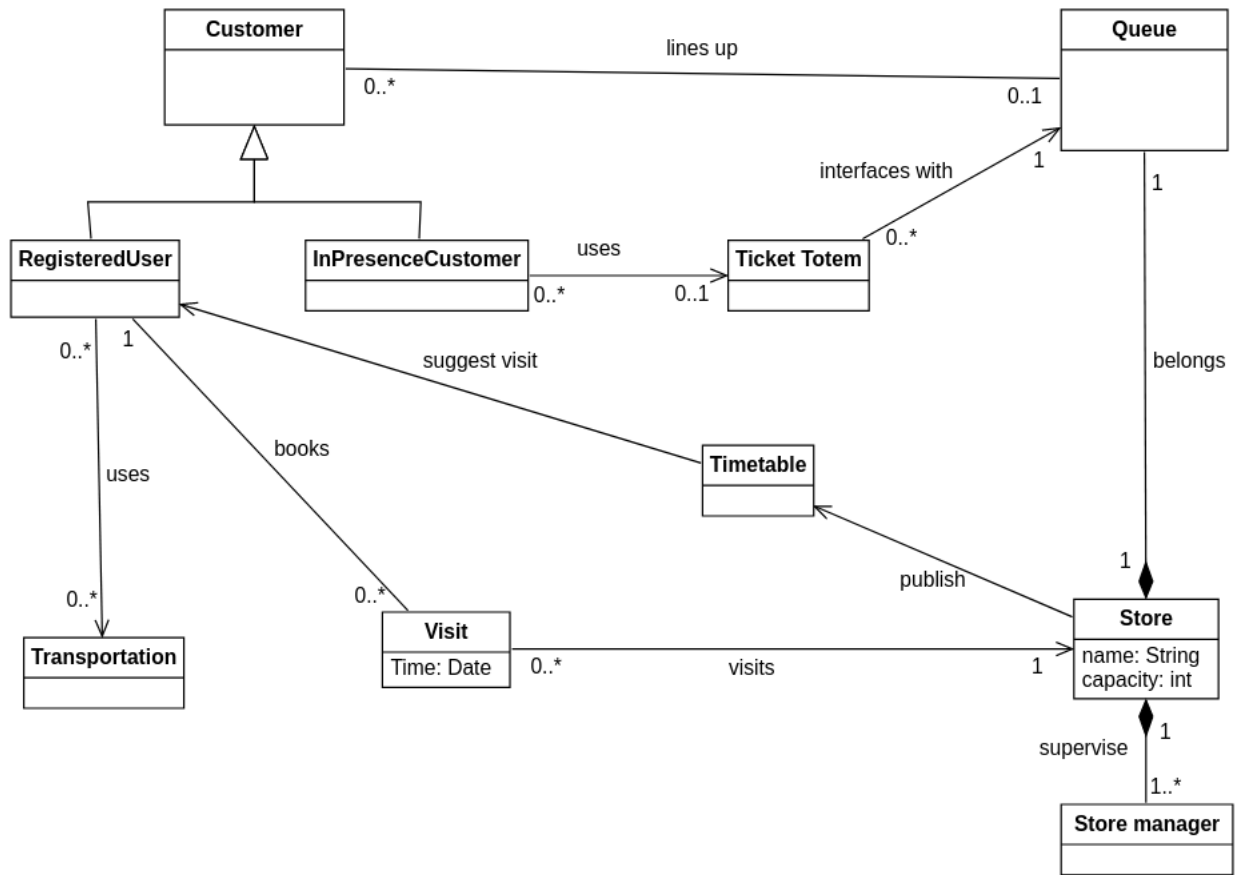 Customer
Queue
lines up
0..*
0..1
interfaces with
1
1
0..*
RegisteredUser
InPresenceCustomer
uses
Ticket Totem
0..*
0..1
0..*
1
suggest visit
belongs
books
Timetable
uses
publish
1
0..*
0..*
Visit
Time: Date
Store
name: String
capacity: int
Transportation
0..*
visits
1
1
supervise
1..*
Store manager